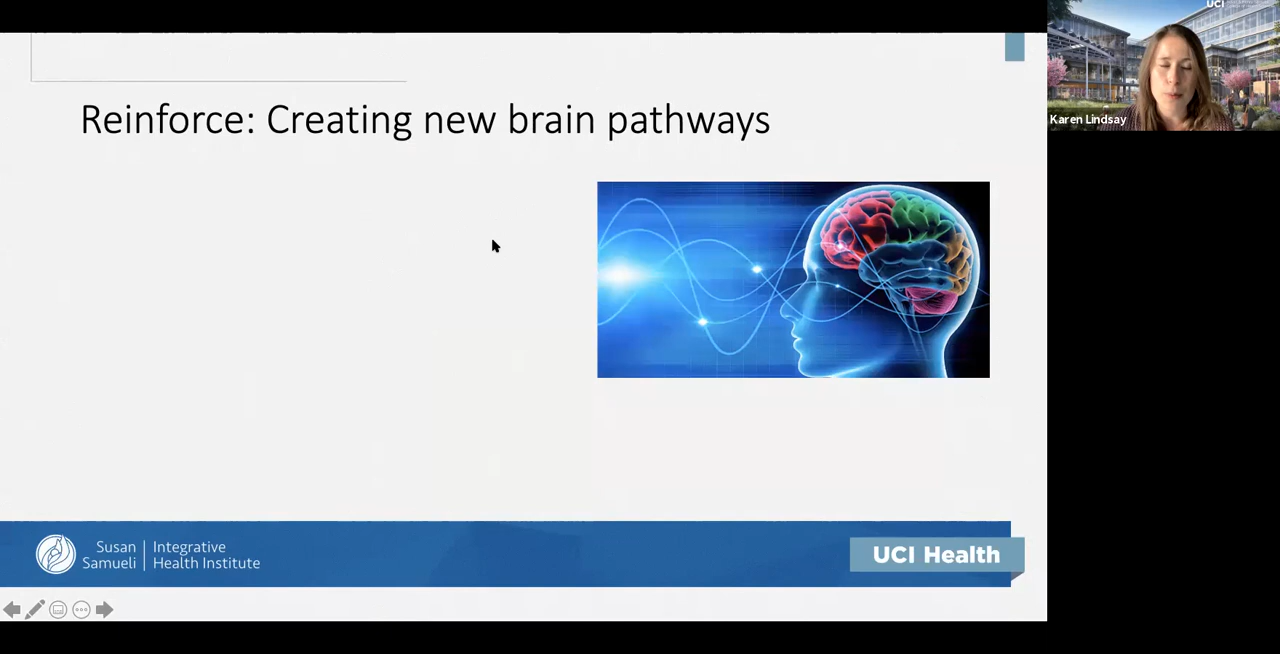 UCI
Karen Lindsay
Reinforce: Creating new brain pathways
Susan
Samueli
Integrative
Health Institute
UCI Health